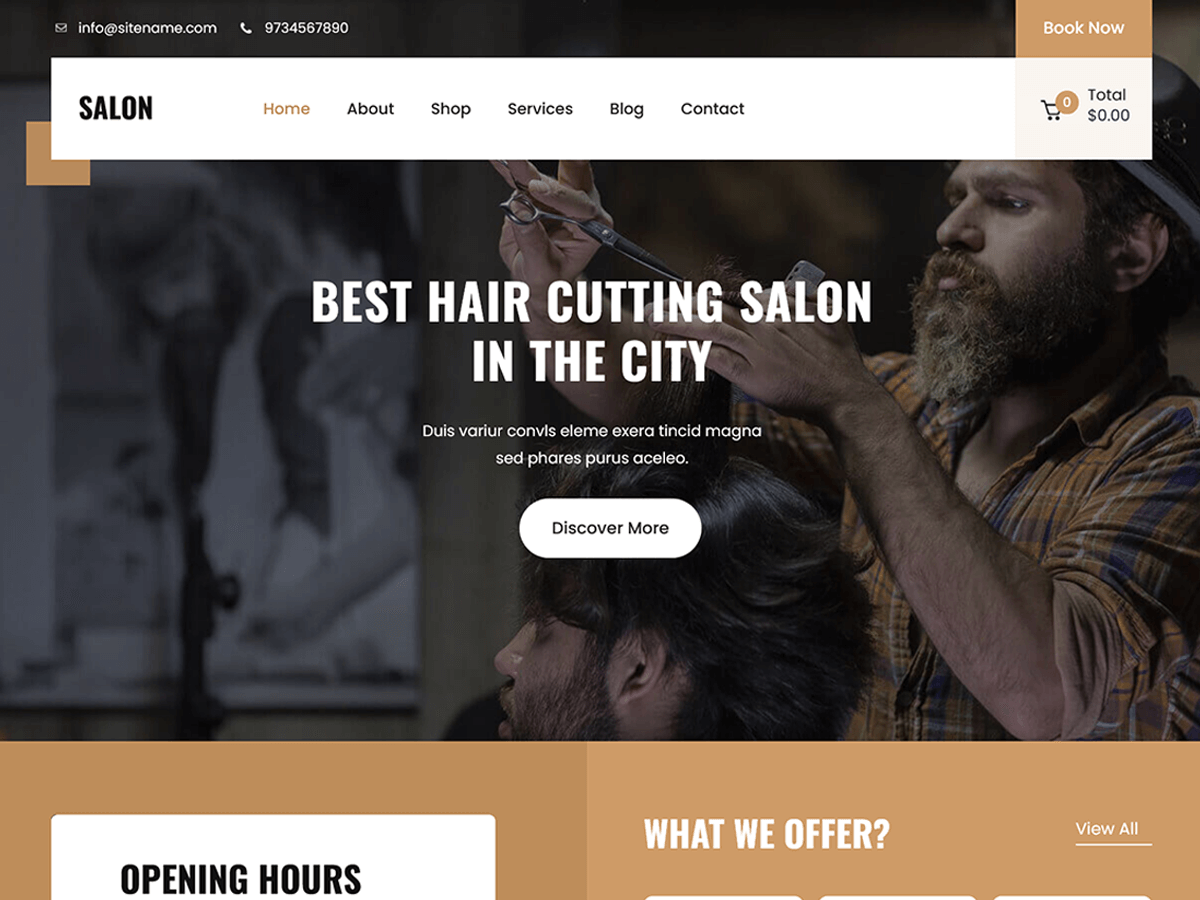 info@sitename.com 9734567890 Book Now
SALON Home About Shop Services Blog Contact 0 Total
$0.00
BEST HAIR CUTTING SALON
IN THE CITY
Duis variur convls eleme exera tincid magna
sed phares purus aceleo.
Discover More
WHAT WE OFFER? View All
OPENING HOURS